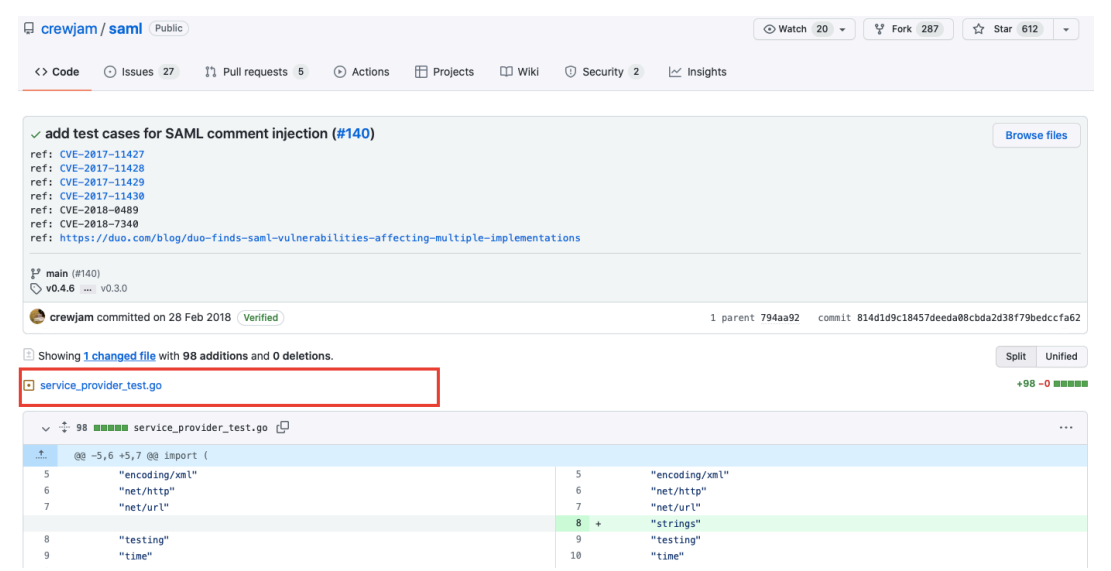 crewjam / saml Public
Watch 20 Fork 287 Star 612
Code Issues 27 Pull requests 5 Actions Projects Wiki Security 2 Insights
add test cases for SAML comment injection (#140)
Browse files
ref: CVE-2017-11427
ref: CVE-2017-11428
ref: CVE-2017-11429
ref: CVE-2017-11430
ref: CVE-2018-0489
ref: CVE-2018-7340
ref: https://duo.com/blog/duo-finds-saml-vulnerabilities-affecting-multiple-implementations
main (#140)
v0.4.6 ... v0.3.0
crewjam committed on 28 Feb 2018 Verified
1 parent 794aa92 commit 814d1d9c18457deeda08cbda2d38f79bedccfa62
Showing 1 changed file with 98 additions and 0 deletions.
Split Unified
service_provider_test.go
+98 −0
98 service_provider_test.go
...
@@ -5,6 +5,7 @@ import (
5 "encoding/xml" 5 "encoding/xml"
6 "net/http" 6 "net/http"
7 "net/url" 7 "net/url"
8 + "strings"
8 "testing" 9 "testing"
9 "time" 10 "time"